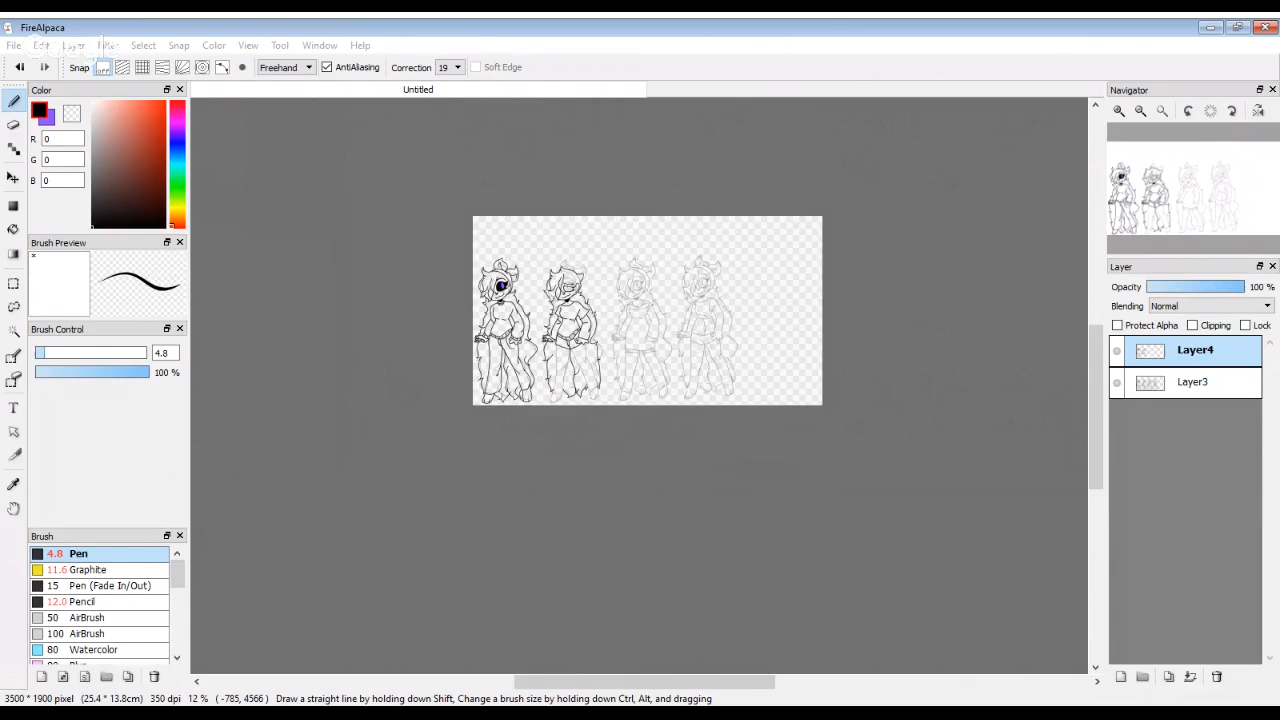 FireAlpaca
File Edit Layer Filter Select Snap Color View Tool Window Help
Snap off Freehand AntiAliasing Correction 19 Soft Edge
Color
Untitled
Navigator
R 0
G 0
B 0
Brush Preview
Brush Control
4.8
100 %
Layer
Opacity 100 %
Blending Normal
Protect Alpha Clipping Lock
Layer4
Layer3
Brush
4.8 Pen
11.6 Graphite
15 Pen (Fade In/Out)
12.0 Pencil
50 AirBrush
100 AirBrush
80 Watercolor
3500 * 1900 pixel (25.4 * 13.8cm) 350 dpi 12 % ( -785, 4566) Draw a straight line by holding down Shift, Change a brush size by holding down Ctrl, Alt, and dragging